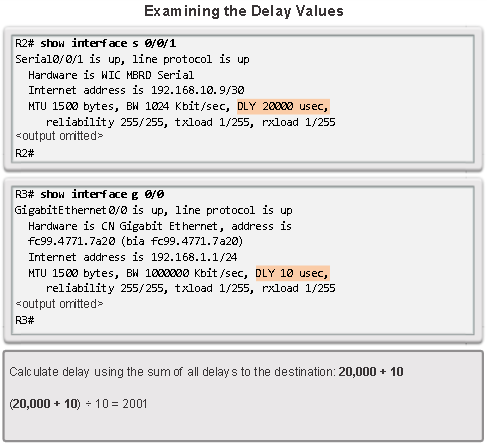 Examining the Delay Values
R2# show interface s 0/0/1
Serial0/0/1 is up, line protocol is up
Hardware is WIC MBRD Serial
Internet address is 192.168.10.9/30
MTU 1500 bytes, BW 1024 Kbit/sec, DLY 20000 usec,
reliability 255/255, txload 1/255, rxload 1/255
<output omitted>
R2#
R3# show interface g 0/0
GigabitEthernet0/0 is up, line protocol is up
Hardware is CN Gigabit Ethernet, address is
fc99.4771.7a20 (bia fc99.4771.7a20)
Internet address is 192.168.1.1/24
MTU 1500 bytes, BW 1000000 Kbit/sec, DLY 10 usec,
reliability 255/255, txload 1/255, rxload 1/255
<output omitted>
R3#
Calculate delay using the sum of all delays to the destination: 20,000 + 10
(20,000 + 10) ÷ 10 = 2001